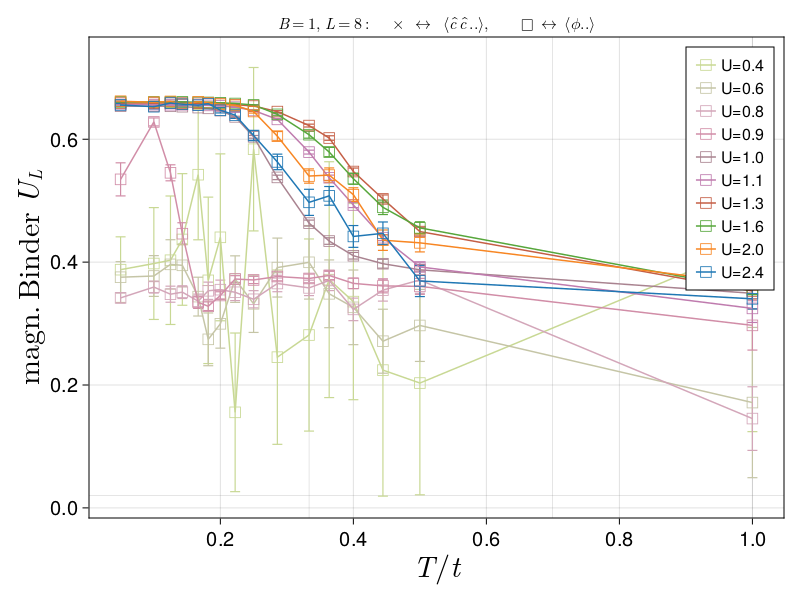 B = 1, L = 8 :   × ↔ ⟨ĉ ĉ ..⟩,   □ ↔ ⟨ϕ..⟩
magn. Binder U_L
0.6
0.4
0.2
0.0
U=0.4
U=0.6
U=0.8
U=0.9
U=1.0
U=1.1
U=1.3
U=1.6
U=2.0
U=2.4
0.2 0.4 0.6 0.8 1.0
T/t